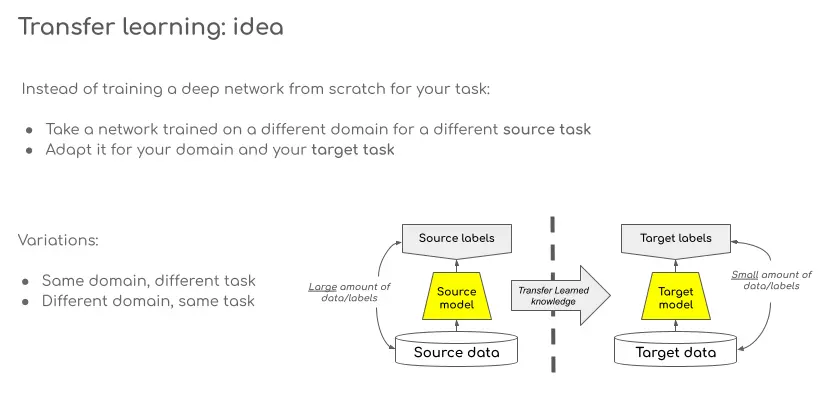 Transfer learning: idea
Instead of training a deep network from scratch for your task:
● Take a network trained on a different domain for a different source task
● Adapt it for your domain and your target task
Variations:
● Same domain, different task
● Different domain, same task
Large amount of
data/labels
Source labels
Source
model
Source data
Transfer Learned
knowledge
Target labels
Target
model
Target data
Small amount of
data/labels